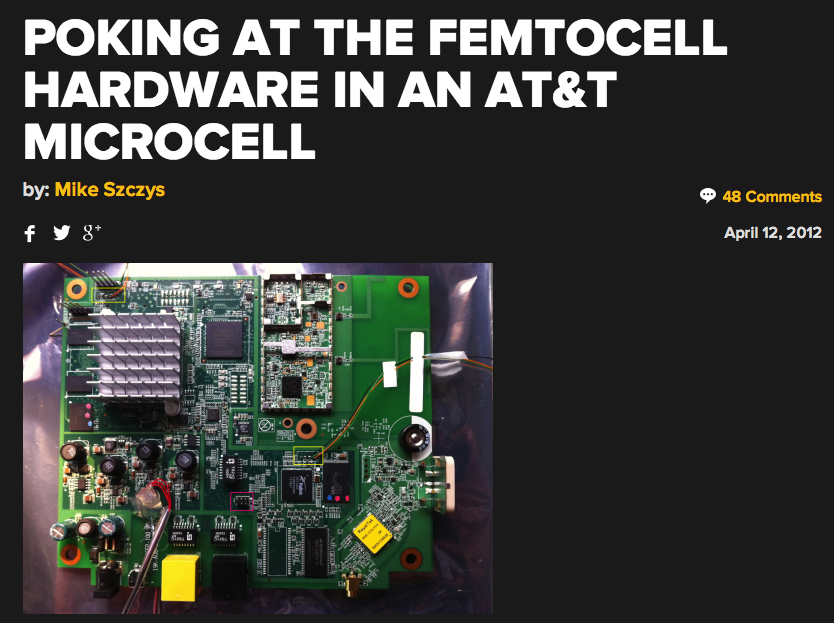 POKING AT THE FEMTOCELL
HARDWARE IN AN AT&T
MICROCELL
by: Mike Szczys
48 Comments
April 12, 2012